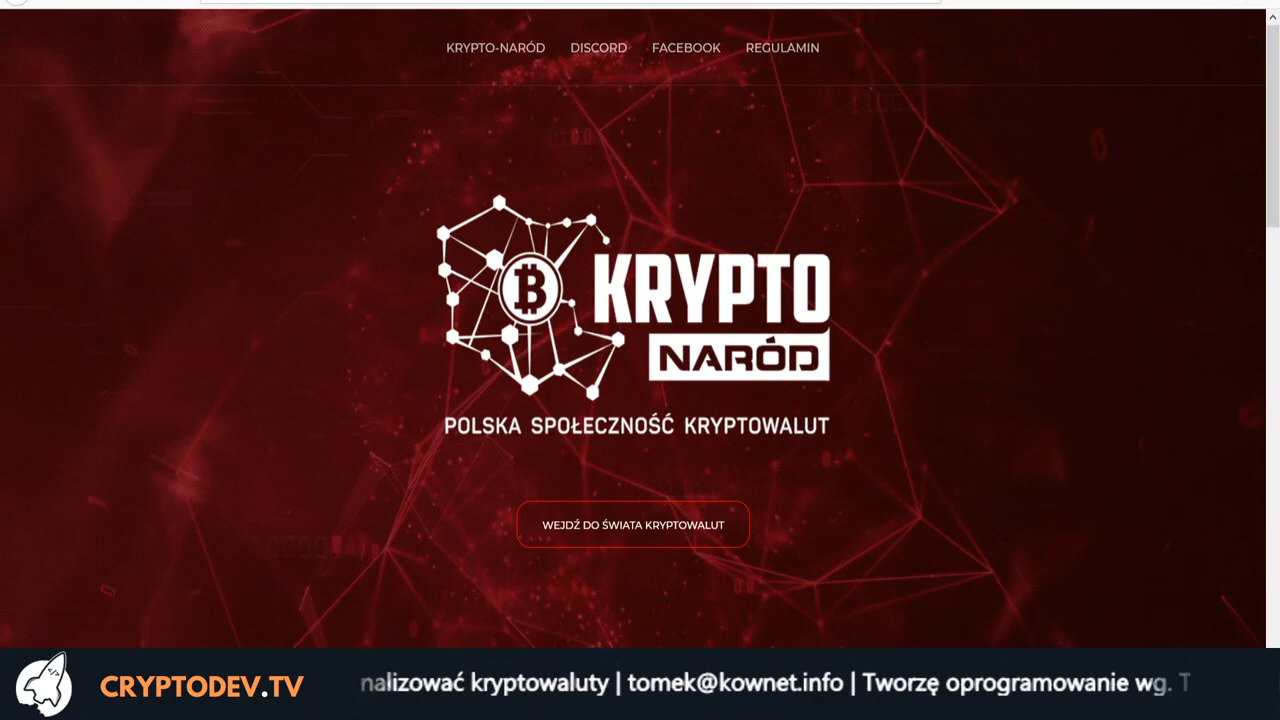 KRYPTO-NARÓD DISCORD FACEBOOK REGULAMIN
KRYPTO
NARÓD
POLSKA SPOŁECZNOŚĆ KRYPTOWALUT
WEJDŹ DO ŚWIATA KRYPTOWALUT
CRYPTODEV.TV
nalizować kryptowaluty | tomek@kownet.info | Tworzę oprogramowanie wg. T